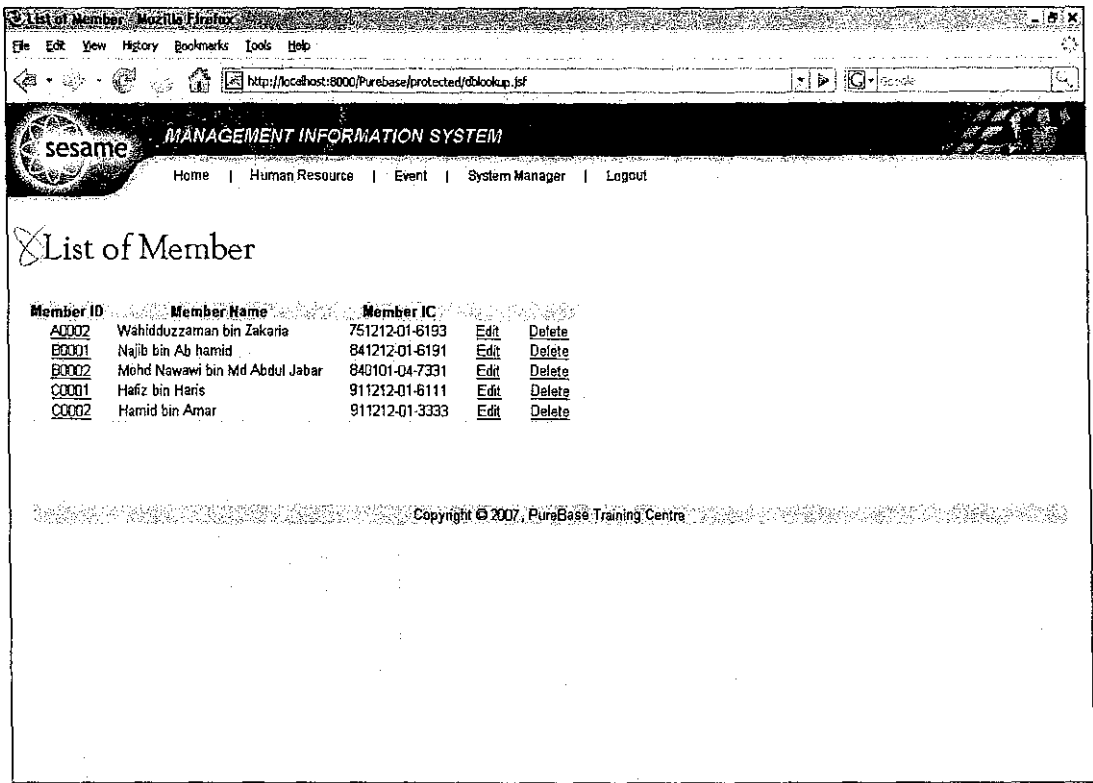 List of Member - Mozilla Firefox
File Edit View History Bookmarks Tools Help
http://localhost:8000/Purebase/protected/dblookup.jsf
Google
sesame
MANAGEMENT INFORMATION SYSTEM
Home | Human Resource | Event | System Manager | Logout
List of Member
Member ID Member Name Member IC
A0002 Wahidduzzaman bin Zakaria 751212-01-6193 Edit Delete
B0001 Najib bin Ab hamid 841212-01-6191 Edit Delete
B0002 Mohd Nawawi bin Md Abdul Jabar 840101-04-7331 Edit Delete
C0001 Hafiz bin Haris 911212-01-6111 Edit Delete
C0002 Hamid bin Amar 911212-01-3333 Edit Delete
Copyright © 2007, PureBase Training Centre